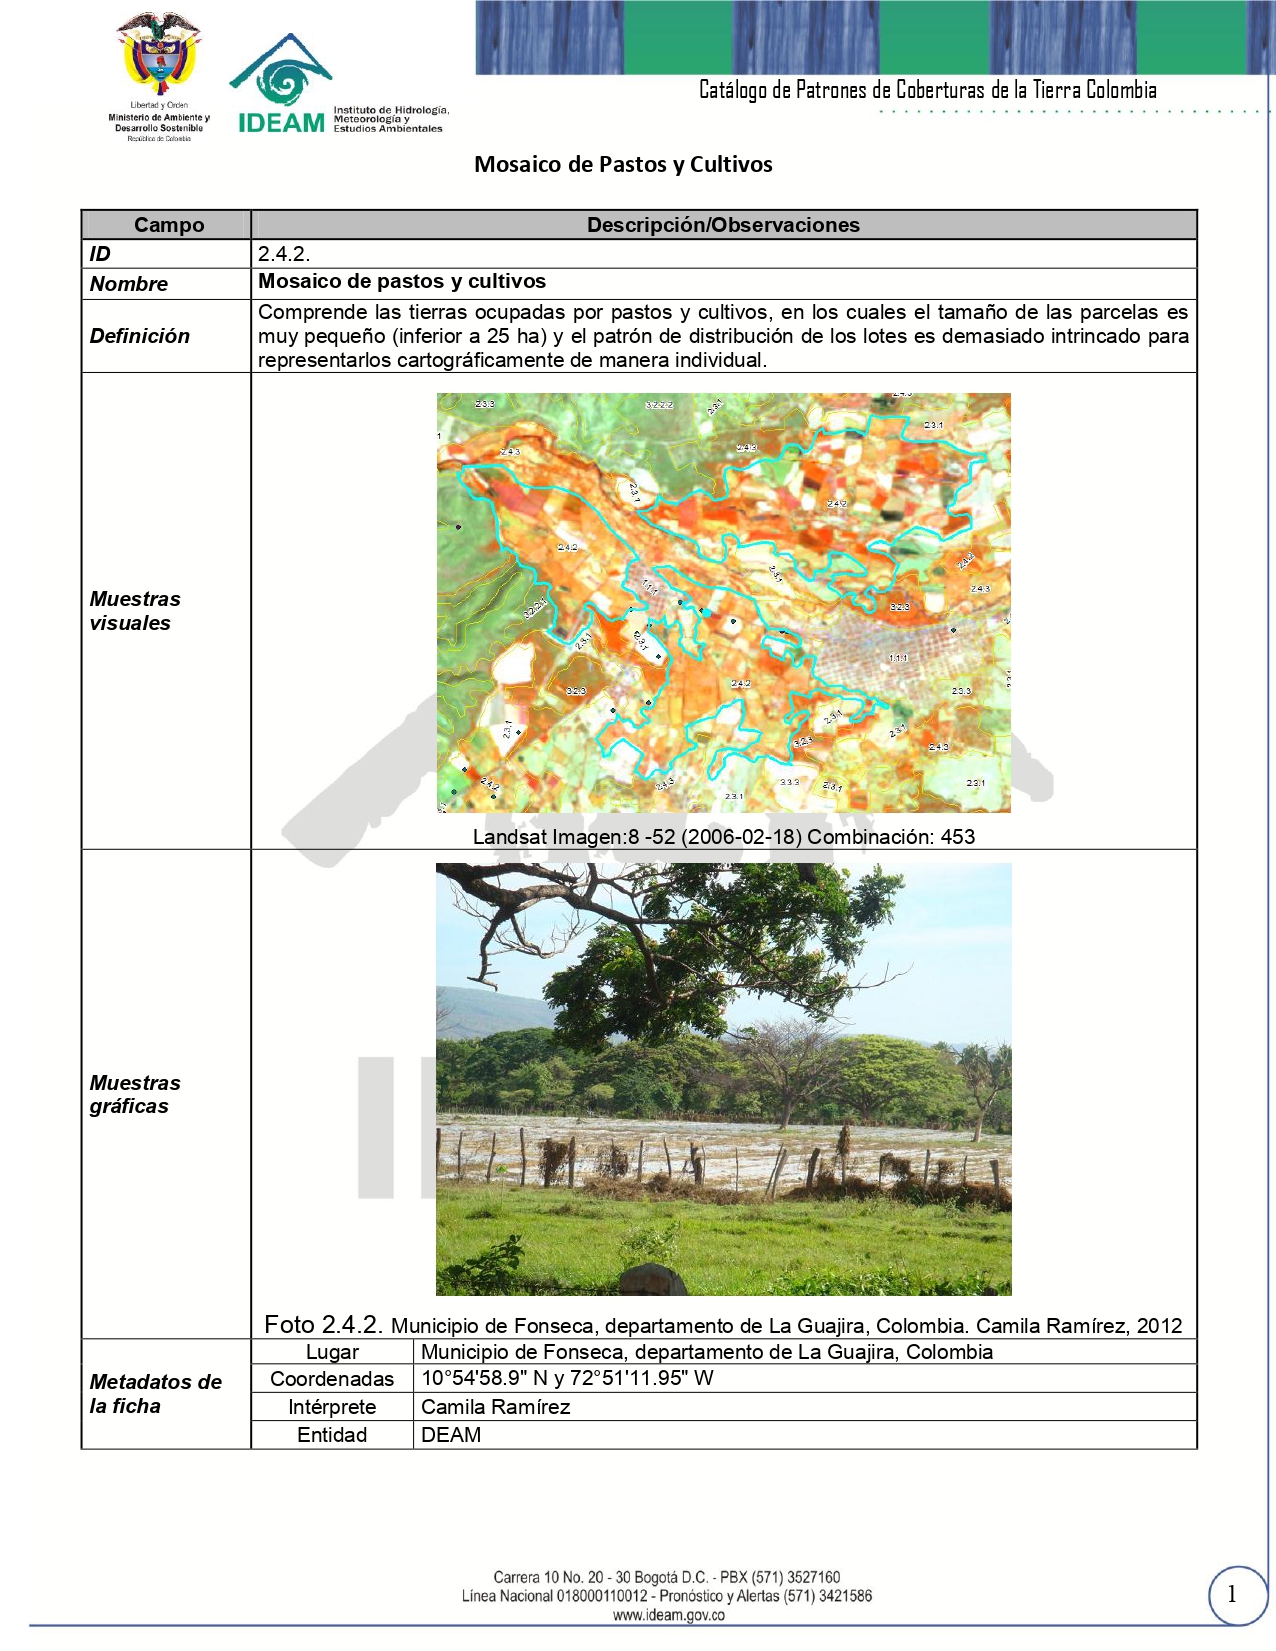 Libertad y Orden
Ministerio de Ambiente y
Desarrollo Sostenible
República de Colombia
IDEAM
Instituto de Hidrología,
Meteorología y
Estudios Ambientales
Catálogo de Patrones de Coberturas de la Tierra Colombia
Mosaico de Pastos y Cultivos
Campo Descripción/Observaciones
ID 2.4.2.
Nombre Mosaico de pastos y cultivos
Definición Comprende las tierras ocupadas por pastos y cultivos, en los cuales el tamaño de las parcelas es
muy pequeño (inferior a 25 ha) y el patrón de distribución de los lotes es demasiado intrincado para
representarlos cartográficamente de manera individual.
Muestras
visuales
2.3.3 3.2.2.2 2.3.1
2.3.1
2.4.3 2.4.3
2.3.1 2.4.2
2.4.2 2.3.1 2.4.2
1.1.1 2.4.3
3.2.2.1 3.2.3
2.3.1 2.3.1 1.1.1
3.2.3 2.4.2 2.3.3
2.3.1 2.3.1 2.3.1
3.2.3 2.4.3
2.4.2 2.4.3 3.3.3 2.3.1 2.3.1
2.3.1
Landsat Imagen:8 -52 (2006-02-18) Combinación: 453
Muestras
gráficas
Foto 2.4.2. Municipio de Fonseca, departamento de La Guajira, Colombia. Camila Ramírez, 2012
Metadatos de
la ficha
Lugar Municipio de Fonseca, departamento de La Guajira, Colombia
Coordenadas 10°54'58.9" N y 72°51'11.95" W
Intérprete Camila Ramírez
Entidad DEAM
Carrera 10 No. 20 - 30 Bogotá D.C. - PBX (571) 3527160
Línea Nacional 018000110012 - Pronóstico y Alertas (571) 3421586
www.ideam.gov.co
1